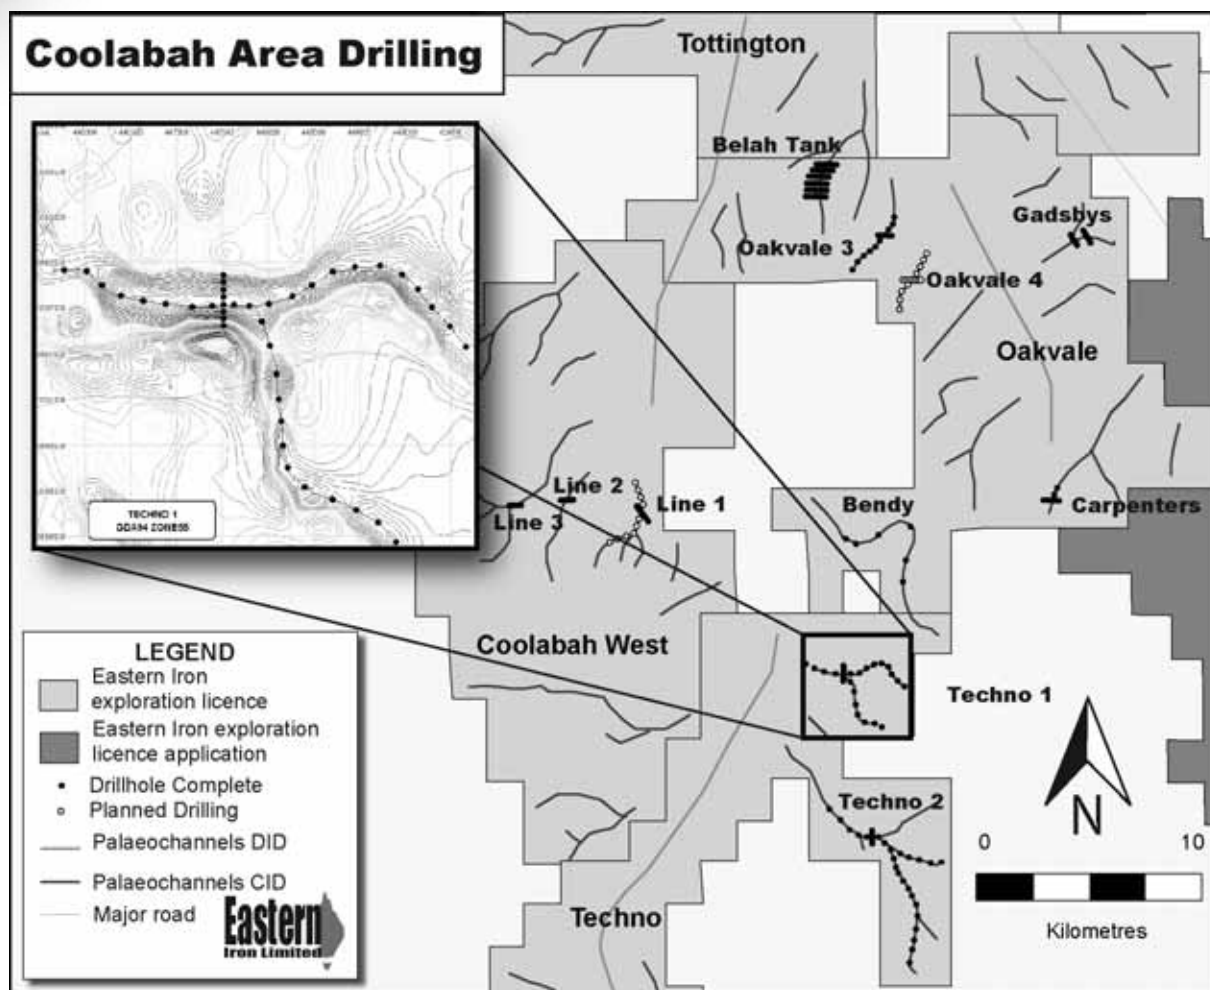 Coolabah Area Drilling
Tottington
Belah Tank
Gadsbys
Oakvale 3
Oakvale 4
Oakvale
Line 2
Line 1
Line 3
Bendy
Carpenters
TECHNO 1
GDA94 ZONE55
Coolabah West
Techno 1
Techno 2
Techno
LEGEND
Eastern Iron
exploration licence
Eastern Iron exploration
licence application
Drillhole Complete
Planned Drilling
Palaeochannels DID
Palaeochannels CID
Major road
Eastern
Iron Limited
N
0 10
Kilometres